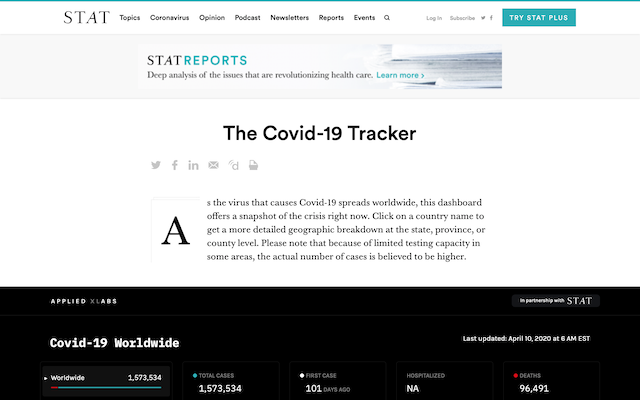 STAT Topics Coronavirus Opinion Podcast Newsletters Reports Events Log In Subscribe TRY STAT PLUS
STATREPORTS
Deep analysis of the issues that are revolutionizing health care. Learn more ›
The Covid-19 Tracker
As the virus that causes Covid-19 spreads worldwide, this dashboard
offers a snapshot of the crisis right now. Click on a country name to
get a more detailed geographic breakdown at the state, province, or
county level. Please note that because of limited testing capacity in
some areas, the actual number of cases is believed to be higher.
APPLIED XLABS In partnership with STAT
Covid-19 Worldwide Last updated: April 10, 2020 at 6 AM EST
Worldwide 1,573,534
TOTAL CASES
1,573,534
FIRST CASE
101 DAYS AGO
HOSPITALIZED
NA
DEATHS
96,491